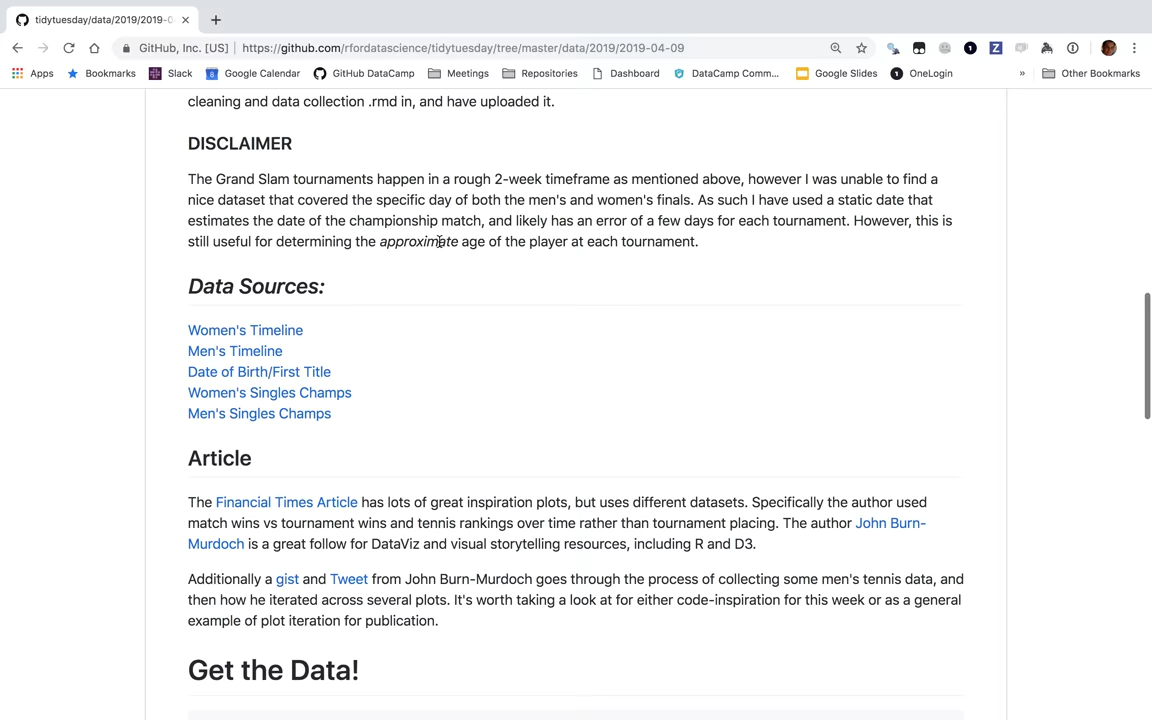 tidytuesday/data/2019/2019-0
GitHub, Inc. [US] | https://github.com/rfordatascience/tidytuesday/tree/master/data/2019/2019-04-09
Apps Bookmarks Slack 8 Google Calendar GitHub DataCamp Meetings Repositories Dashboard DataCamp Comm... Google Slides 1 OneLogin » Other Bookmarks
cleaning and data collection .rmd in, and have uploaded it.
DISCLAIMER
The Grand Slam tournaments happen in a rough 2-week timeframe as mentioned above, however I was unable to find a
nice dataset that covered the specific day of both the men's and women's finals. As such I have used a static date that
estimates the date of the championship match, and likely has an error of a few days for each tournament. However, this is
still useful for determining the approximate age of the player at each tournament.
Data Sources:
Women's Timeline
Men's Timeline
Date of Birth/First Title
Women's Singles Champs
Men's Singles Champs
Article
The Financial Times Article has lots of great inspiration plots, but uses different datasets. Specifically the author used
match wins vs tournament wins and tennis rankings over time rather than tournament placing. The author John Burn-
Murdoch is a great follow for DataViz and visual storytelling resources, including R and D3.
Additionally a gist and Tweet from John Burn-Murdoch goes through the process of collecting some men's tennis data, and
then how he iterated across several plots. It's worth taking a look at for either code-inspiration for this week or as a general
example of plot iteration for publication.
Get the Data!